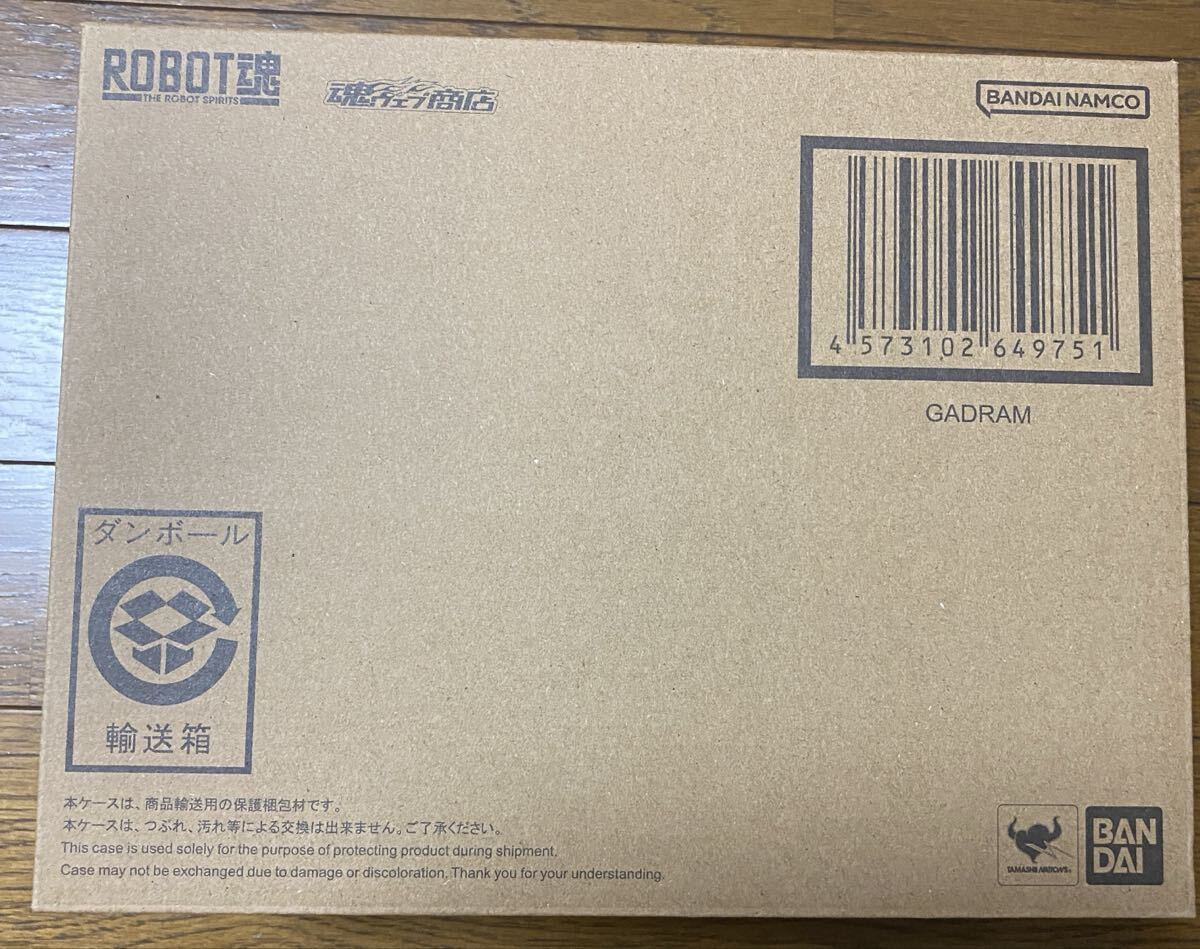 ROBOT魂
THE ROBOT SPIRITS
魂ウェブ商店
BANDAI NAMCO
4 573102 649751
GADRAM
ダンボール
輸送箱
本ケースは、商品輸送用の保護梱包材です。
本ケースは、つぶれ、汚れ等による交換は出来ません。ご了承ください。
This case is used solely for the purpose of protecting product during shipment.
Case may not be exchanged due to damage or discoloration. Thank you for your understanding.
TAMASHII NATIONS
BAN
DAI